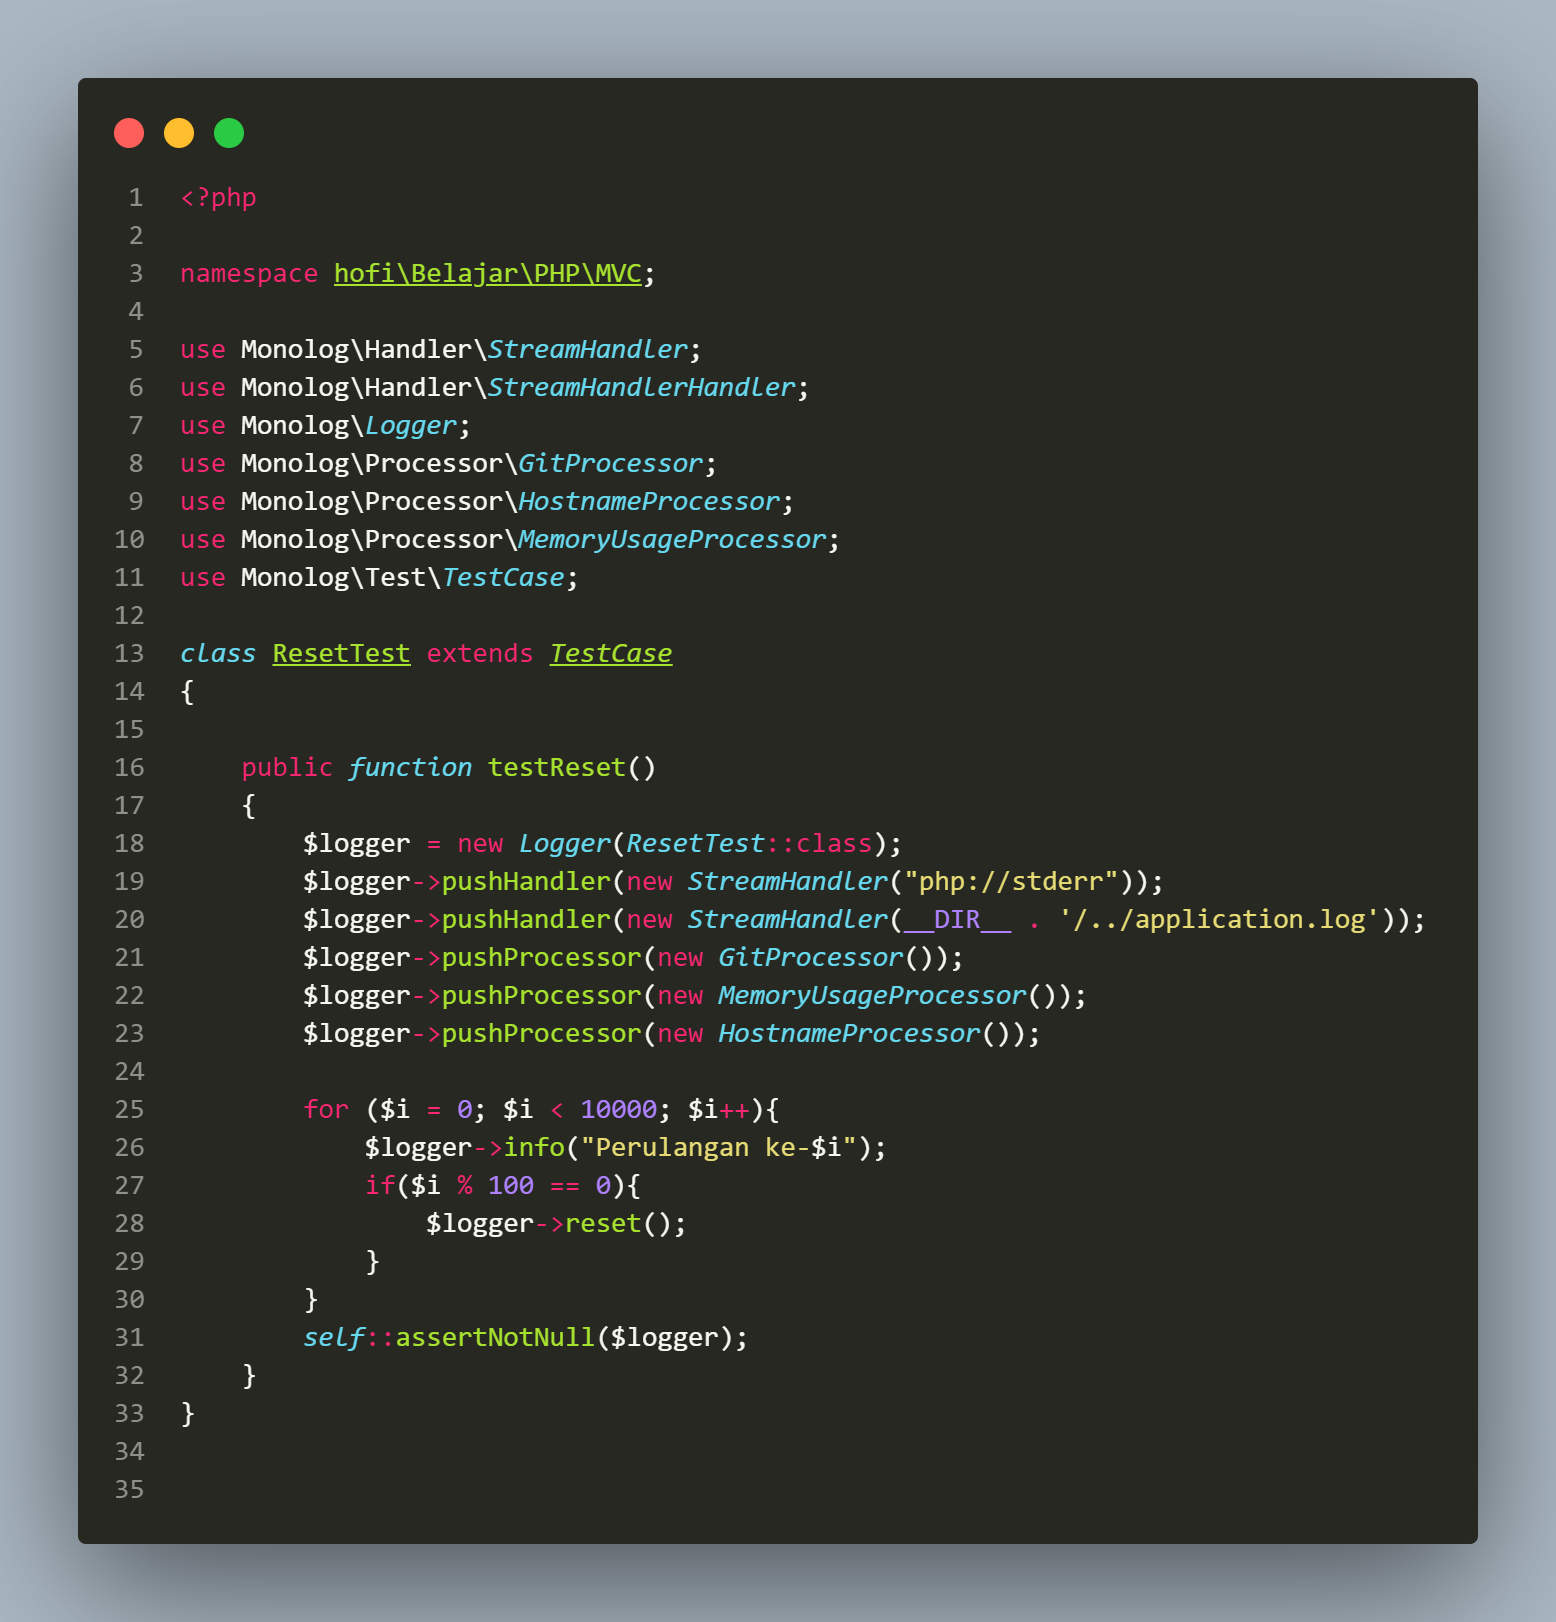 1 <?php
2
3 namespace hofi\Belajar\PHP\MVC;
4
5 use Monolog\Handler\StreamHandler;
6 use Monolog\Handler\StreamHandlerHandler;
7 use Monolog\Logger;
8 use Monolog\Processor\GitProcessor;
9 use Monolog\Processor\HostnameProcessor;
10 use Monolog\Processor\MemoryUsageProcessor;
11 use Monolog\Test\TestCase;
12
13 class ResetTest extends TestCase
14 {
15
16     public function testReset()
17     {
18         $logger = new Logger(ResetTest::class);
19         $logger->pushHandler(new StreamHandler("php://stderr"));
20         $logger->pushHandler(new StreamHandler(__DIR__ . '/../application.log'));
21         $logger->pushProcessor(new GitProcessor());
22         $logger->pushProcessor(new MemoryUsageProcessor());
23         $logger->pushProcessor(new HostnameProcessor());
24
25         for ($i = 0; $i < 10000; $i++){
26             $logger->info("Perulangan ke-$i");
27             if($i % 100 == 0){
28                 $logger->reset();
29             }
30         }
31         self::assertNotNull($logger);
32     }
33 }
34
35